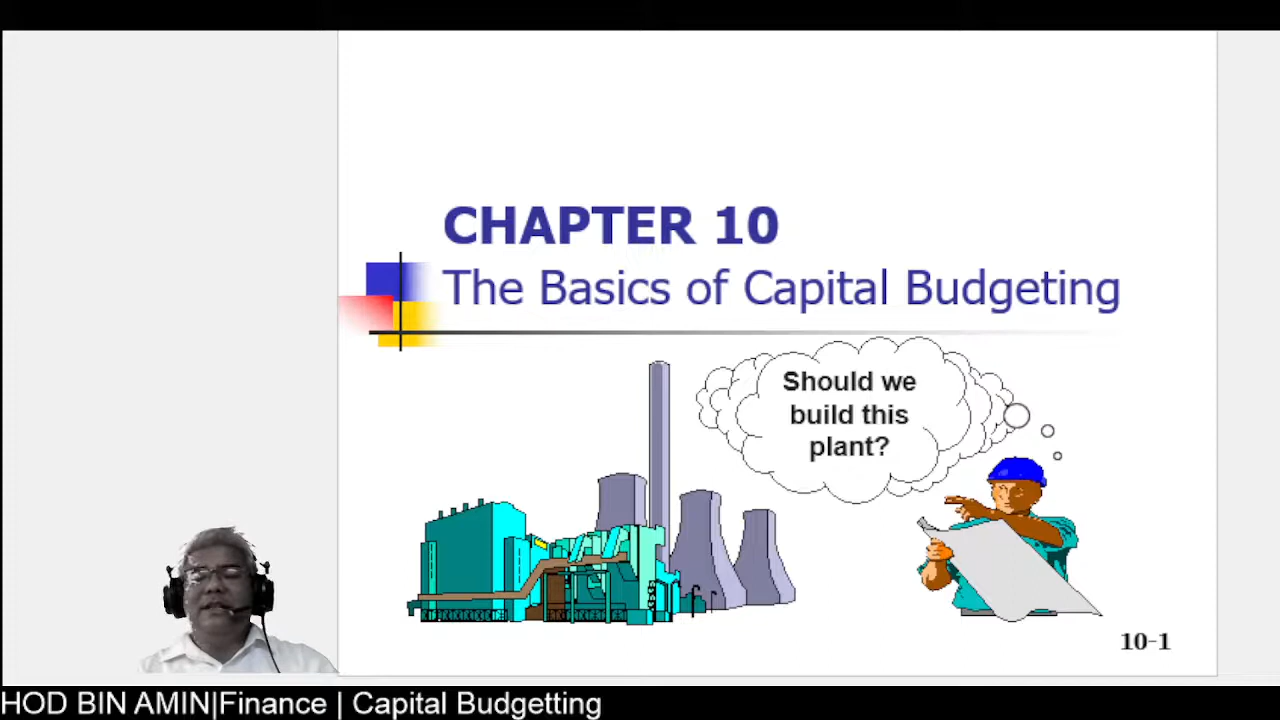 CHAPTER 10
The Basics of Capital Budgeting
Should we
build this
plant?
10-1
HOD BIN AMIN|Finance | Capital Budgetting